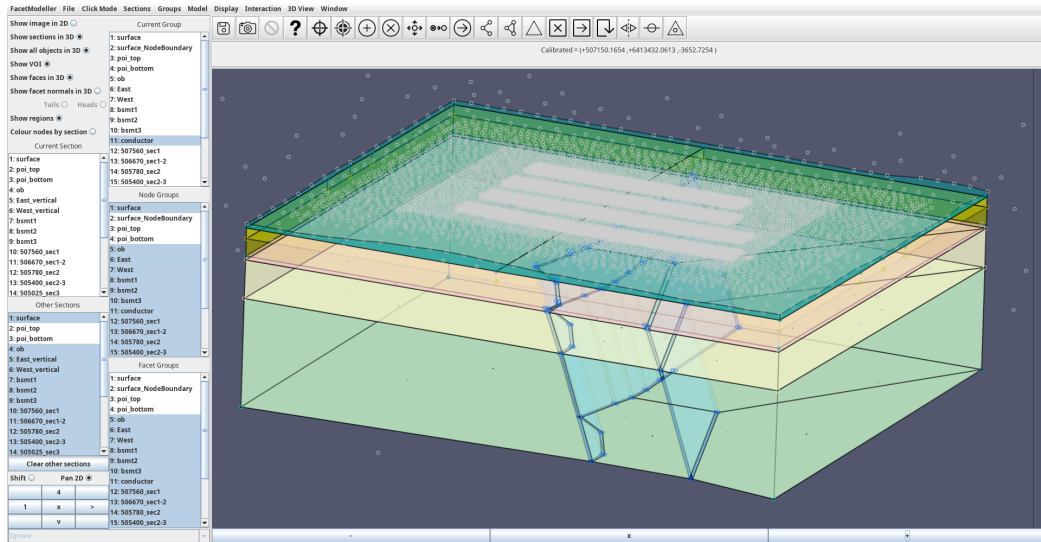 FacetModeller File Click Mode Sections Groups Model Display Interaction 3D View Window
Show image in 2D
Show sections in 3D
Show all objects in 3D
Show VOI
Show faces in 3D
Show facet normals in 3D
Tails Heads
Show regions
Colour nodes by section
Current Section
1: surface
2: poi_top
3: poi_bottom
4: ob
5: East_vertical
6: West_vertical
7: bsmt1
8: bsmt2
9: bsmt3
10: 507560_sec1
11: 506670_sec1-2
12: 505780_sec2
13: 505400_sec2-3
14: 505025_sec3
Other Sections
1: surface
2: poi_top
3: poi_bottom
4: ob
5: East_vertical
6: West_vertical
7: bsmt1
8: bsmt2
9: bsmt3
10: 507560_sec1
11: 506670_sec1-2
12: 505780_sec2
13: 505400_sec2-3
14: 505025_sec3
Clear other sections
Shift Pan 2D
4
1 x >
v
Ignore
Current Group
1: surface
2: surface_NodeBoundary
3: poi_top
4: poi_bottom
5: ob
6: East
7: West
8: bsmt1
9: bsmt2
10: bsmt3
11: conductor
12: 507560_sec1
13: 506670_sec1-2
14: 505780_sec2
15: 505400_sec2-3
Node Groups
1: surface
2: surface_NodeBoundary
3: poi_top
4: poi_bottom
5: ob
6: East
7: West
8: bsmt1
9: bsmt2
10: bsmt3
11: conductor
12: 507560_sec1
13: 506670_sec1-2
14: 505780_sec2
15: 505400_sec2-3
Facet Groups
1: surface
2: surface_NodeBoundary
3: poi_top
4: poi_bottom
5: ob
6: East
7: West
8: bsmt1
9: bsmt2
10: bsmt3
11: conductor
12: 507560_sec1
13: 506670_sec1-2
14: 505780_sec2
15: 505400_sec2-3
Calibrated = (+507150.1654 ,+6413432.0613 ,-3652.7254 )
- x +